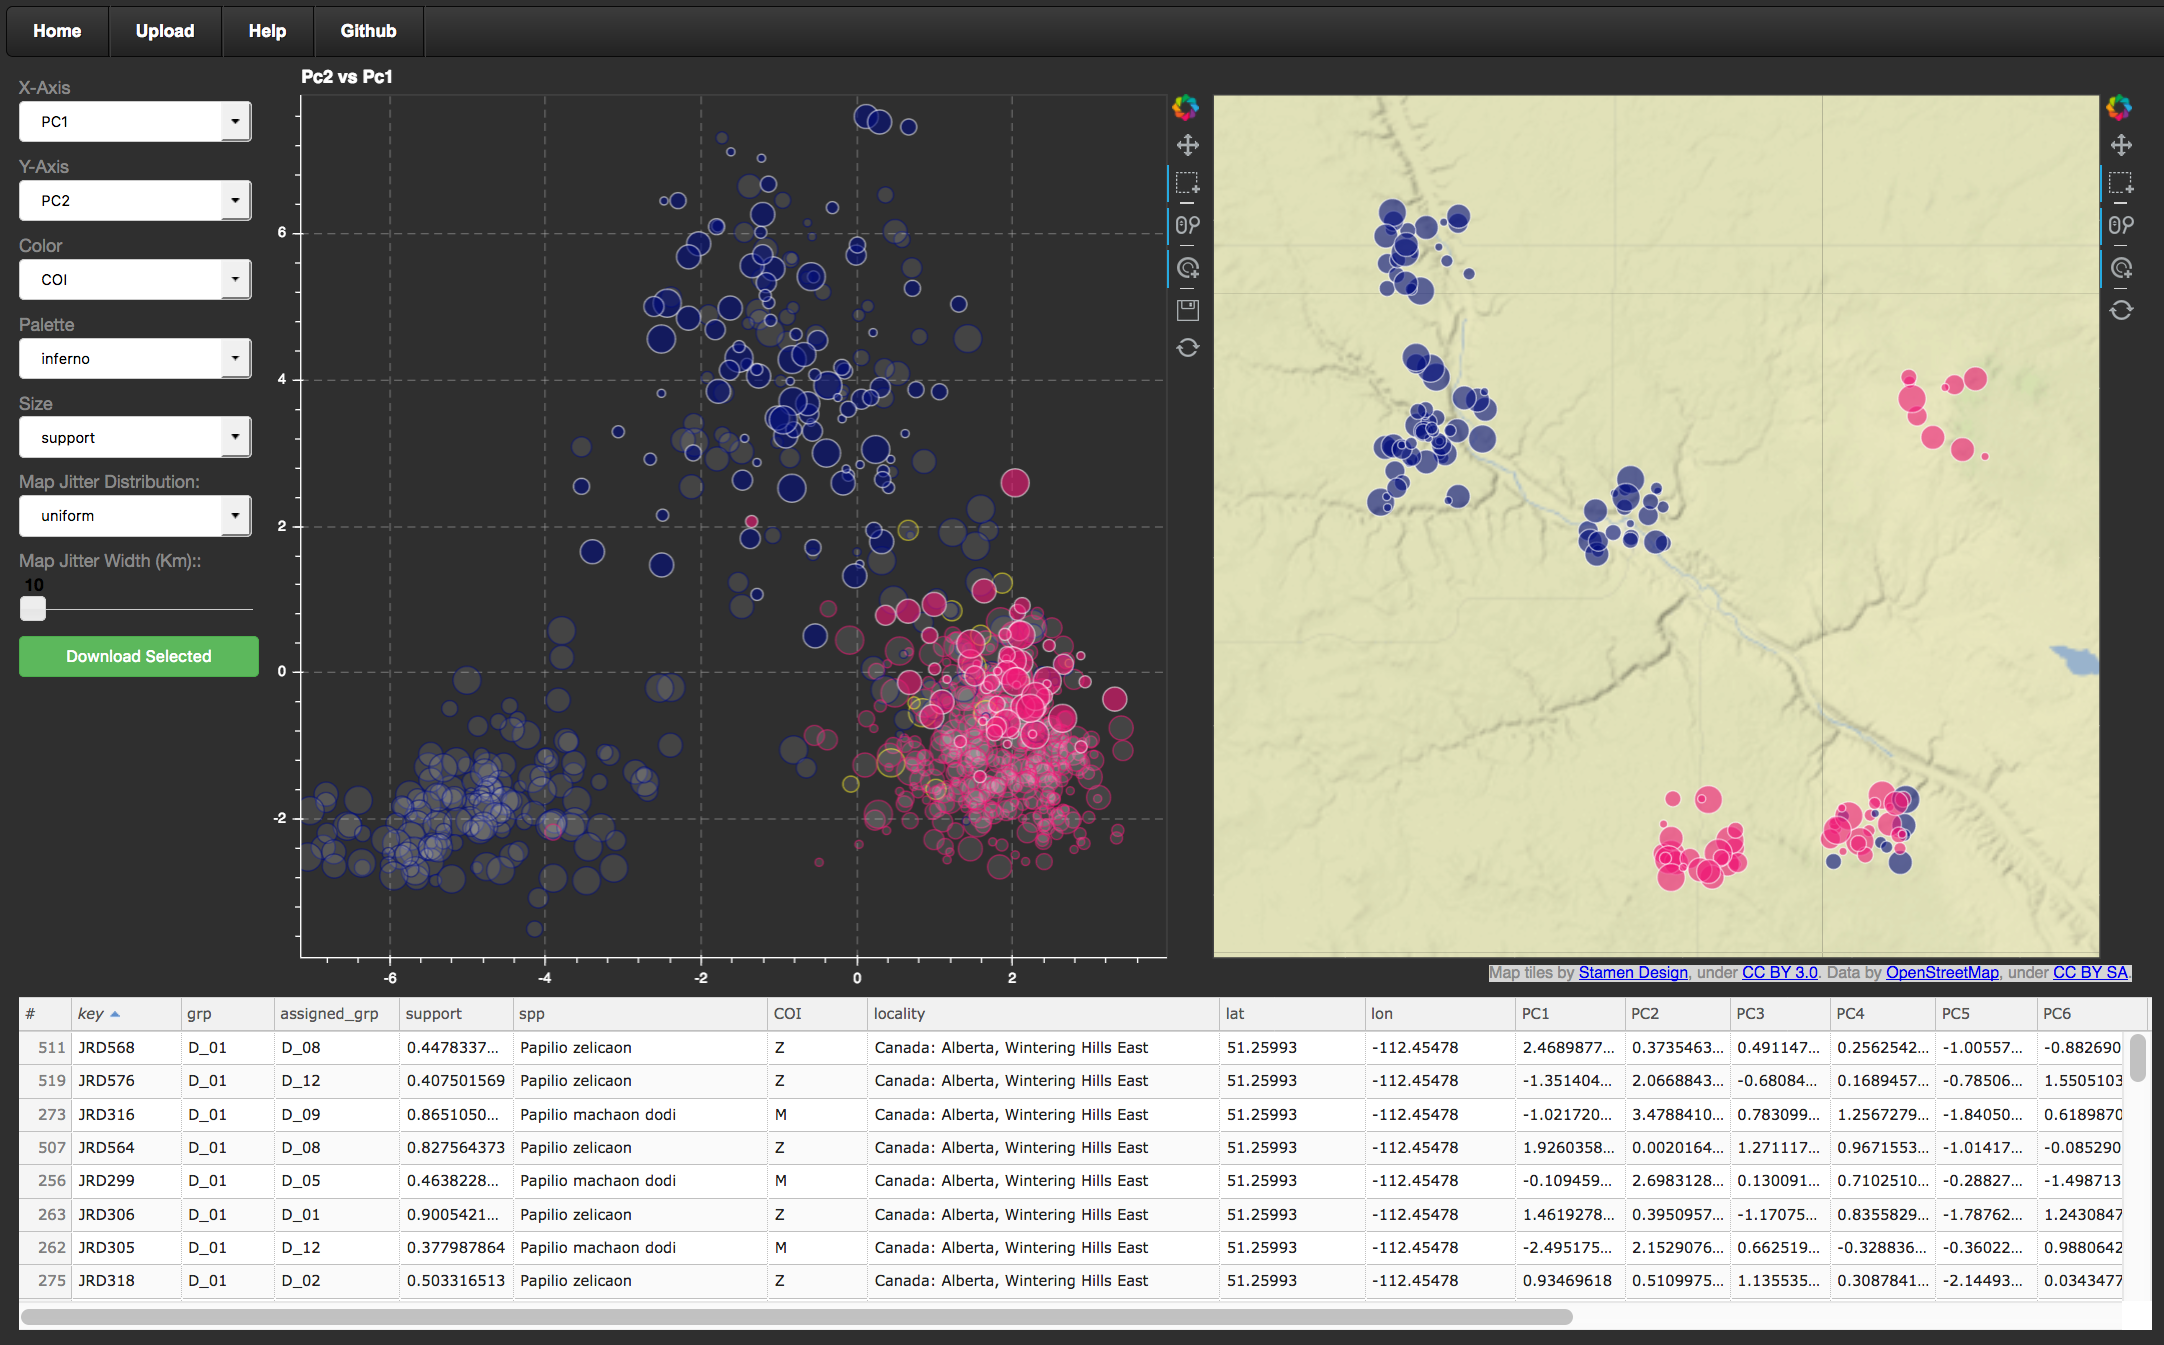 Home Upload Help Github
Pc2 vs Pc1
X-Axis
PC1
Y-Axis
PC2
Color
COI
Palette
inferno
Size
support
Map Jitter Distribution:
uniform
Map Jitter Width (Km)::
10
Download Selected
6
4
2
0
-2
-6 -4 -2 0 2
Map tiles by Stamen Design, under CC BY 3.0. Data by OpenStreetMap, under CC BY SA.
# key grp assigned_grp support spp COI locality lat lon PC1 PC2 PC3 PC4 PC5 PC6
511 JRD568 D_01 D_08 0.4478337... Papilio zelicaon Z Canada: Alberta, Wintering Hills East 51.25993 -112.45478 2.4689877... 0.3735463... 0.491147... 0.2562542... -1.00557... -0.882690
519 JRD576 D_01 D_12 0.407501569 Papilio zelicaon Z Canada: Alberta, Wintering Hills East 51.25993 -112.45478 -1.351404... 2.0668843... -0.68084... 0.1689457... -0.78506... 1.5505103
273 JRD316 D_01 D_09 0.8651050... Papilio machaon dodi M Canada: Alberta, Wintering Hills East 51.25993 -112.45478 -1.021720... 3.4788410... 0.783099... 1.2567279... -1.84050... 0.6189870
507 JRD564 D_01 D_08 0.827564373 Papilio zelicaon Z Canada: Alberta, Wintering Hills East 51.25993 -112.45478 1.9260358... 0.0020164... 1.271117... 0.9671553... -1.01417... -0.085290
256 JRD299 D_01 D_05 0.4638228... Papilio machaon dodi M Canada: Alberta, Wintering Hills East 51.25993 -112.45478 -0.109459... 2.6983128... 0.130091... 0.7102510... -0.28827... -1.498713
263 JRD306 D_01 D_01 0.9005421... Papilio zelicaon Z Canada: Alberta, Wintering Hills East 51.25993 -112.45478 1.4619278... 0.3950957... -1.17075... 0.8355829... -1.78762... 1.2430847
262 JRD305 D_01 D_12 0.377987864 Papilio machaon dodi M Canada: Alberta, Wintering Hills East 51.25993 -112.45478 -2.495175... 2.1529076... 0.662519... -0.328836... -0.36022... 0.9880642
275 JRD318 D_01 D_02 0.503316513 Papilio zelicaon Z Canada: Alberta, Wintering Hills East 51.25993 -112.45478 0.93469618 0.5109975... 1.135535... 0.3087841... -2.14493... 0.0343477